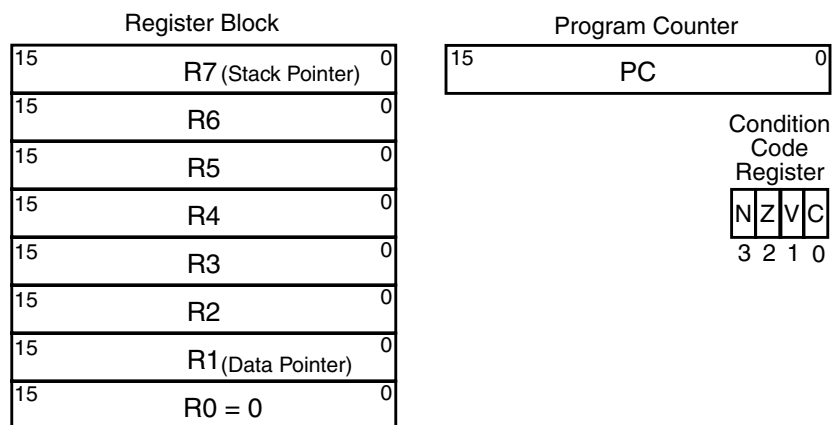 Register Block
15 R7 (Stack Pointer) 0
15 R6 0
15 R5 0
15 R4 0
15 R3 0
15 R2 0
15 R1 (Data Pointer) 0
15 R0 = 0 0
Program Counter
15 PC 0
Condition
Code
Register
N Z V C
3 2 1 0